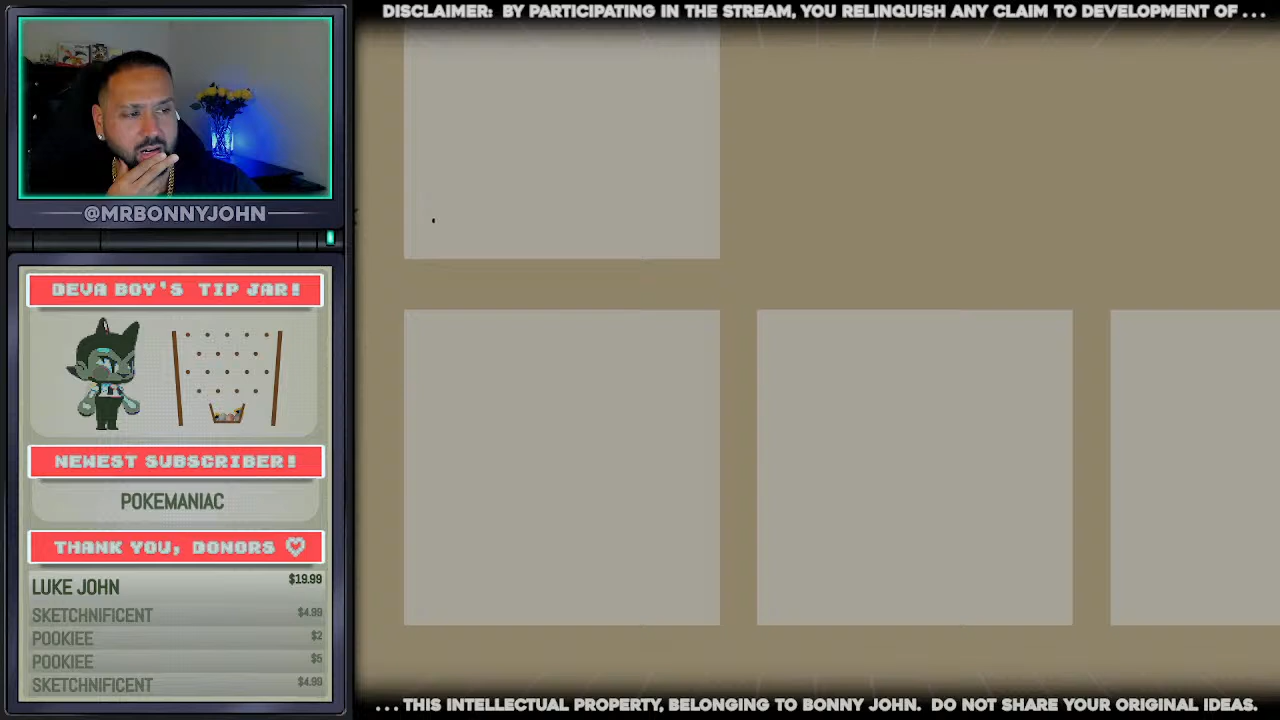 DISCLAIMER: BY PARTICIPATING IN THE STREAM, YOU RELINQUISH ANY CLAIM TO DEVELOPMENT OF . . .
@MRBONNYJOHN
DEVA BOY'S TIP JAR!
NEWEST SUBSCRIBER!
POKEMANIAC
THANK YOU, DONORS
LUKE JOHN $19.99
SKETCHNIFICENT $4.99
POOKIEE $2
POOKIEE $5
SKETCHNIFICENT $4.99
. . . THIS INTELLECTUAL PROPERTY, BELONGING TO BONNY JOHN. DO NOT SHARE YOUR ORIGINAL IDEAS.